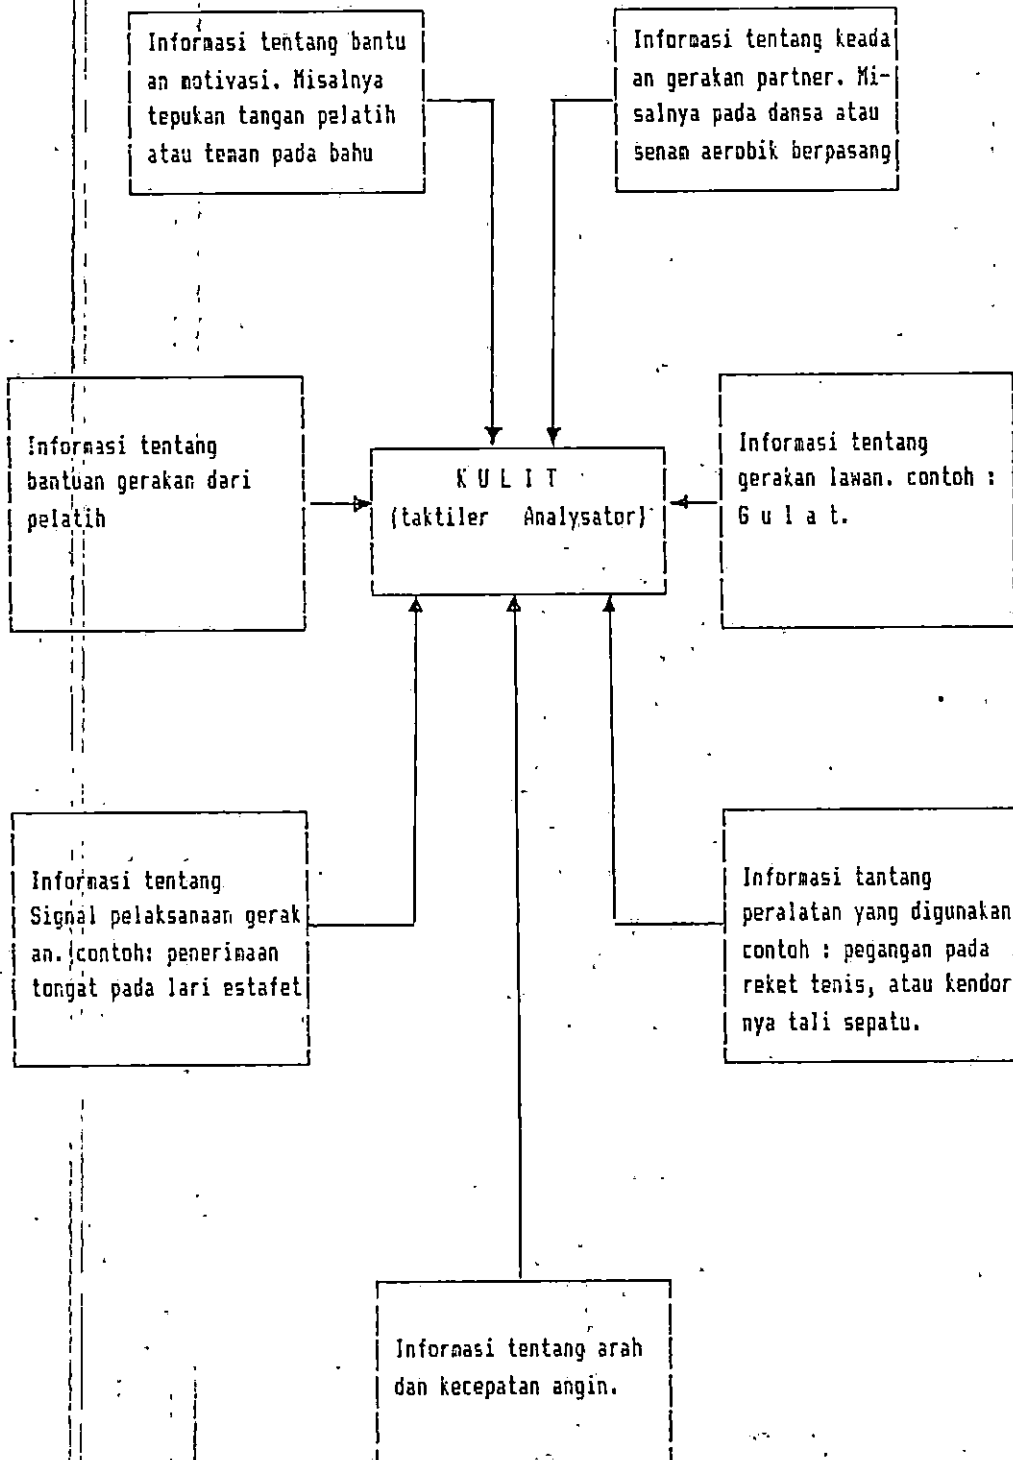 Informasi tentang bantu
an motivasi. Misalnya
tepukan tangan pelatih
atau teman pada bahu
Informasi tentang keada
an gerakan partner. Mi-
salnya pada dansa atau
senam aerobik berpasang
Informasi tentang
bantuan gerakan dari
pelatih
K U L I T
(taktiler Analysator)
Informasi tentang
gerakan lawan. contoh :
G u l a t.
Informasi tentang
Signal pelaksanaan gerak
an. (contoh: penerimaan
tongat pada lari estafet
Informasi tantang
peralatan yang digunakan
contoh : pegangan pada
reket tenis, atau kendor
nya tali sepatu.
Informasi tentang arah
dan kecepatan angin.